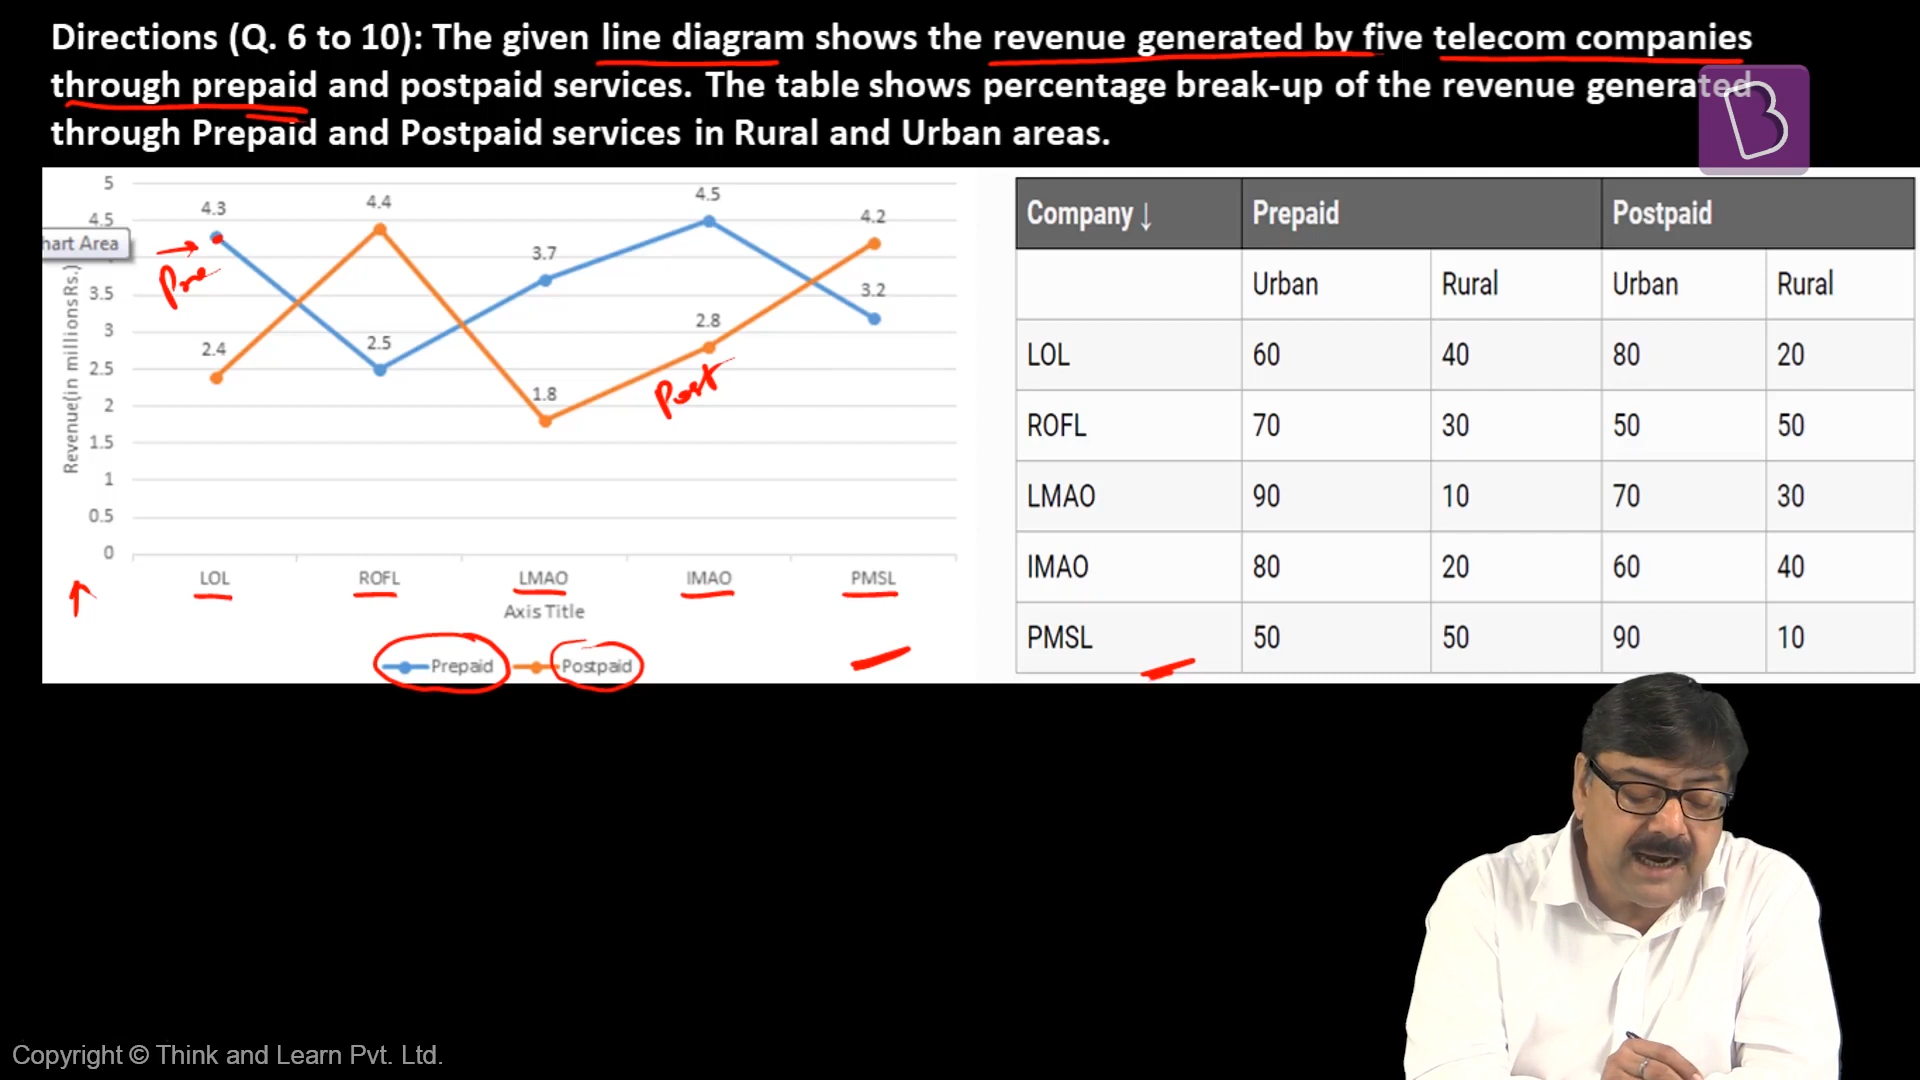 Directions (Q. 6 to 10): The given line diagram shows the revenue generated by five telecom companies
through prepaid and postpaid services. The table shows percentage break-up of the revenue generated
through Prepaid and Postpaid services in Rural and Urban areas.
5
4.5
3.5
3
2.5
2
1.5
1
0.5
0
Revenue(in millionsRs.)
hart Area
4.3
4.4
4.5
4.2
3.7
3.2
2.8
2.5
2.4
1.8
Pre
Post
LOL ROFL LMAO IMAO PMSL
Axis Title
Prepaid Postpaid
Company ↓ Prepaid Postpaid
Urban Rural Urban Rural
LOL 60 40 80 20
ROFL 70 30 50 50
LMAO 90 10 70 30
IMAO 80 20 60 40
PMSL 50 50 90 10
B
Copyright © Think and Learn Pvt. Ltd.